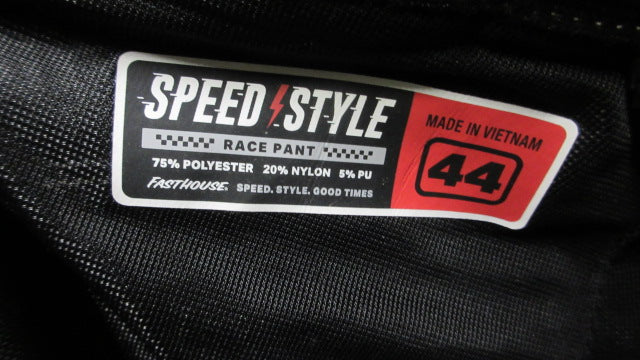 SPEED STYLE
RACE PANT
75% POLYESTER 20% NYLON 5% PU
FASTHOUSE. SPEED. STYLE. GOOD TIMES
MADE IN VIETNAM
44